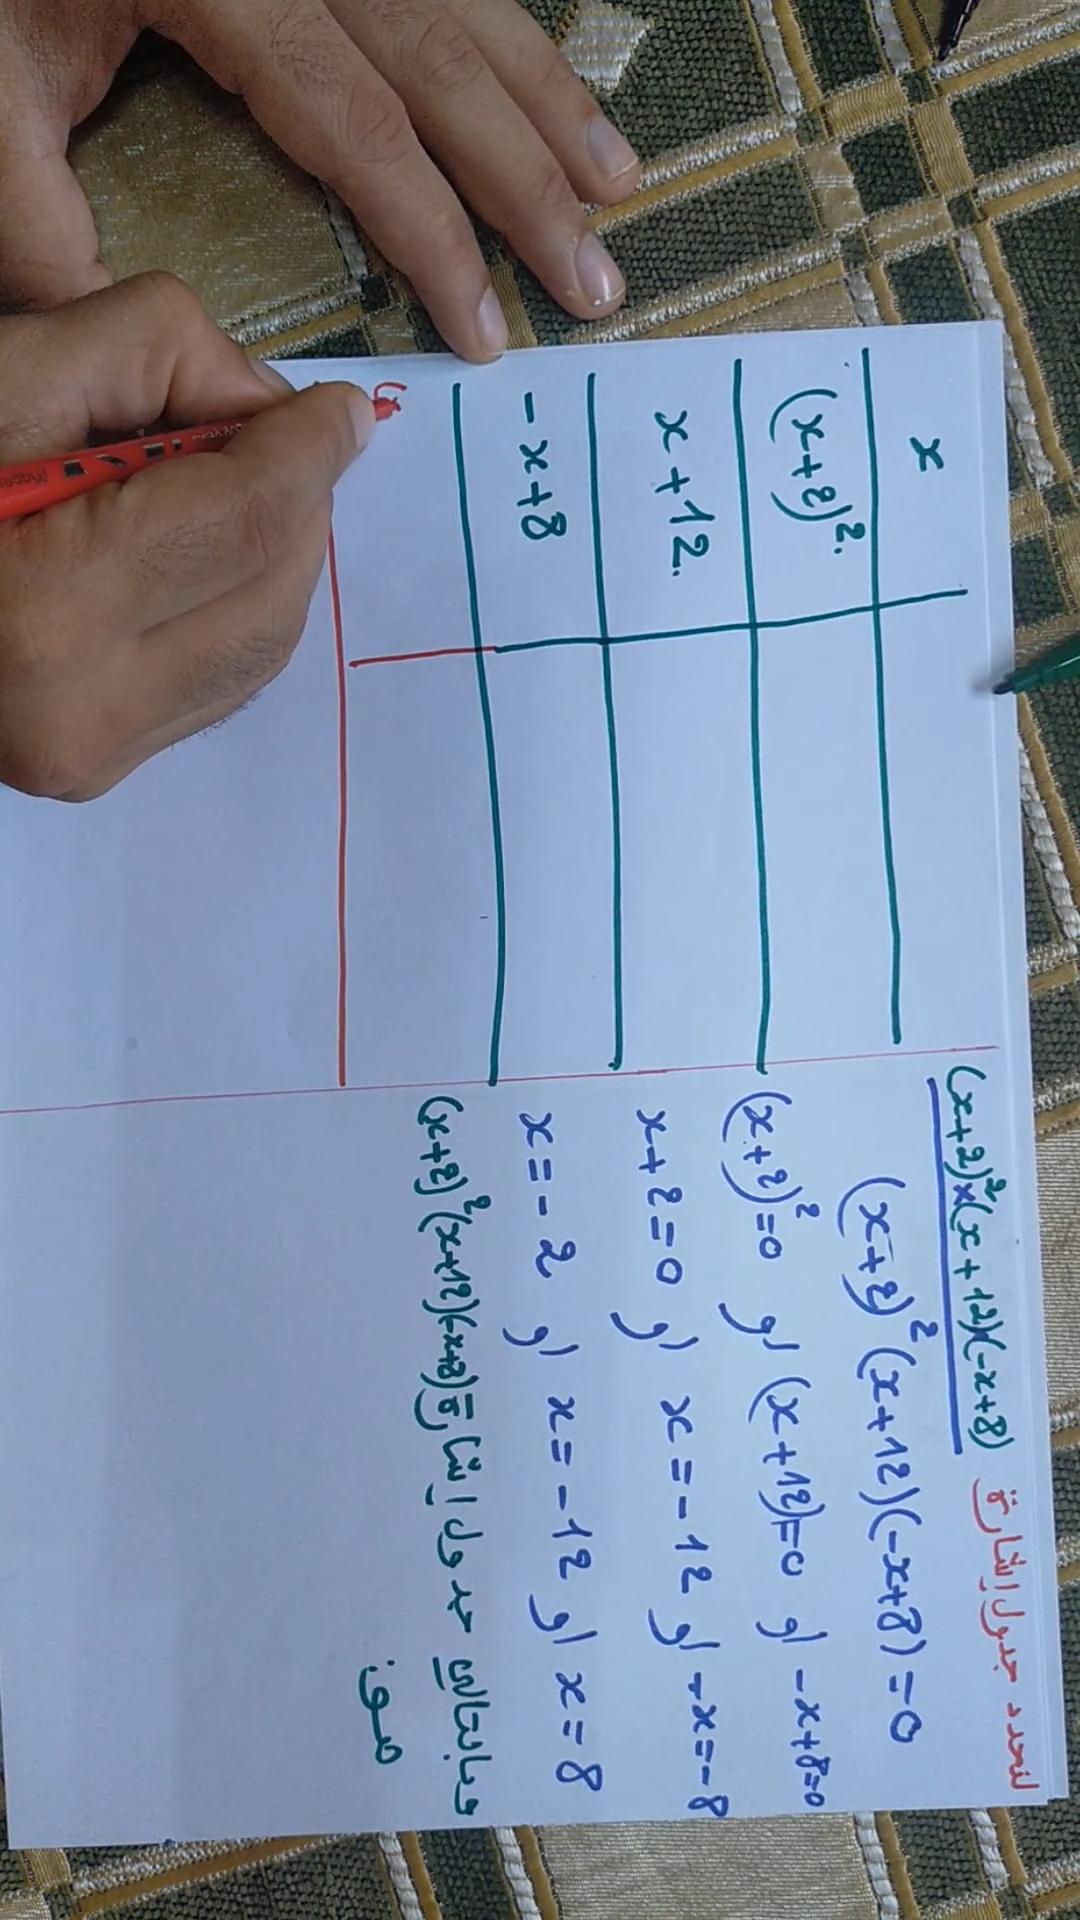 لنحدد جدول إشارة
(x+2)²×(x+12)(-x+8)
(x+2)²(x+12)(-x+8)=0
(x+2)²=0 أو (x+12)=0 أو -x+8=0
x+2=0 أو x=-12 أو -x=-8
x=-2 أو x=-12 أو x=8
وبالتالي جدول إشارة (x+2)²(x+12)(-x+8)
هو:
x
(x+2)².
x+12.
-x+8
(x